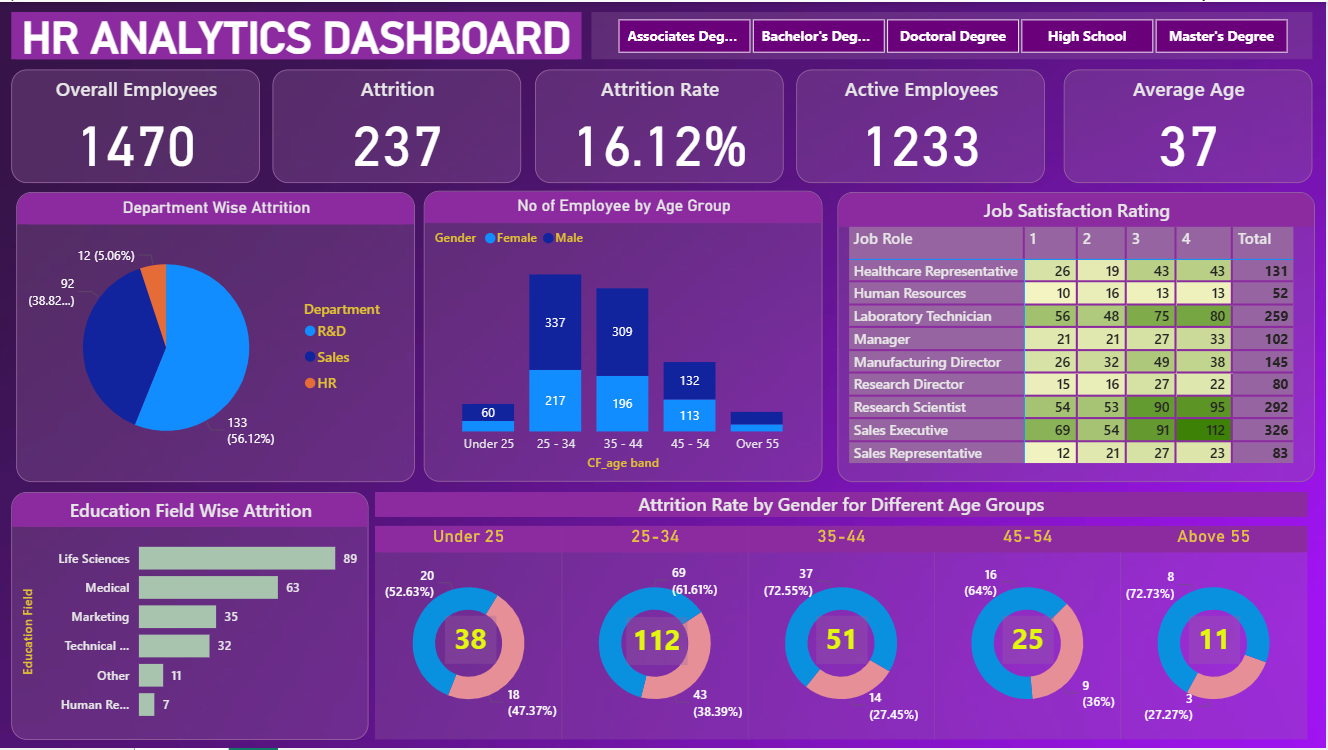 HR ANALYTICS DASHBOARD
Associates Deg...
Bachelor's Deg...
Doctoral Degree
High School
Master's Degree
Overall Employees
1470
Attrition
237
Attrition Rate
16.12%
Active Employees
1233
Average Age
37
Department Wise Attrition
12 (5.06%)
92
(38.82...)
133
(56.12%)
Department
R&D
Sales
HR
No of Employee by Age Group
Gender Female Male
337
309
217
196
132
113
60
Under 25 25 - 34 35 - 44 45 - 54 Over 55
CF_age band
Job Satisfaction Rating
Job Role 1 2 3 4 Total
Healthcare Representative 26 19 43 43 131
Human Resources 10 16 13 13 52
Laboratory Technician 56 48 75 80 259
Manager 21 21 27 33 102
Manufacturing Director 26 32 49 38 145
Research Director 15 16 27 22 80
Research Scientist 54 53 90 95 292
Sales Executive 69 54 91 112 326
Sales Representative 12 21 27 23 83
Education Field Wise Attrition
Education Field
Life Sciences 89
Medical 63
Marketing 35
Technical ... 32
Other 11
Human Re... 7
Attrition Rate by Gender for Different Age Groups
Under 25
20
(52.63%)
38
18
(47.37%)
25-34
69
(61.61%)
112
43
(38.39%)
35-44
37
(72.55%)
51
14
(27.45%)
45-54
16
(64%)
25
9
(36%)
Above 55
8
(72.73%)
11
3
(27.27%)